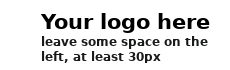 Your logo here
leave some space on the
left, at least 30px